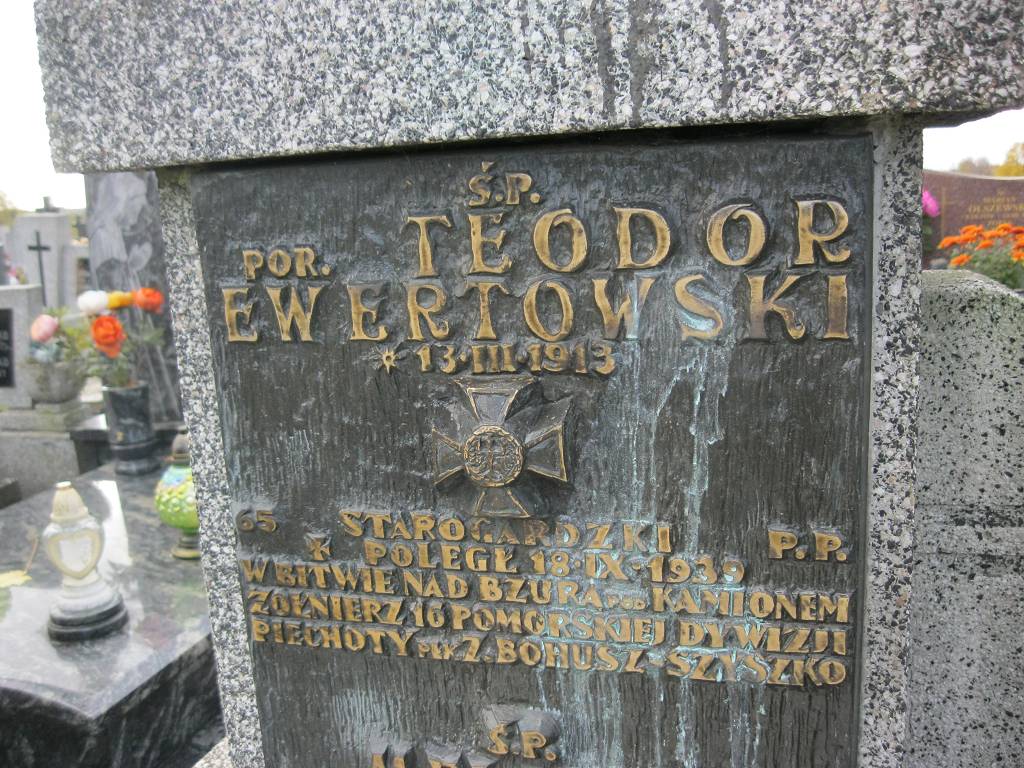 Ś.P.
POR. TEODOR
EWERTOWSKI
* 13·III·1913
65 STAROGARDZKI P.P.
POLEGŁ 18·IX·1939
W BITWIE NAD BZURĄ POD KAMIONEM
ŻOŁNIERZ 16 POMORSKIEJ DYWIZJI
PIECHOTY PŁK Z. BOHUSZ-SZYSZKO
Ś.P.